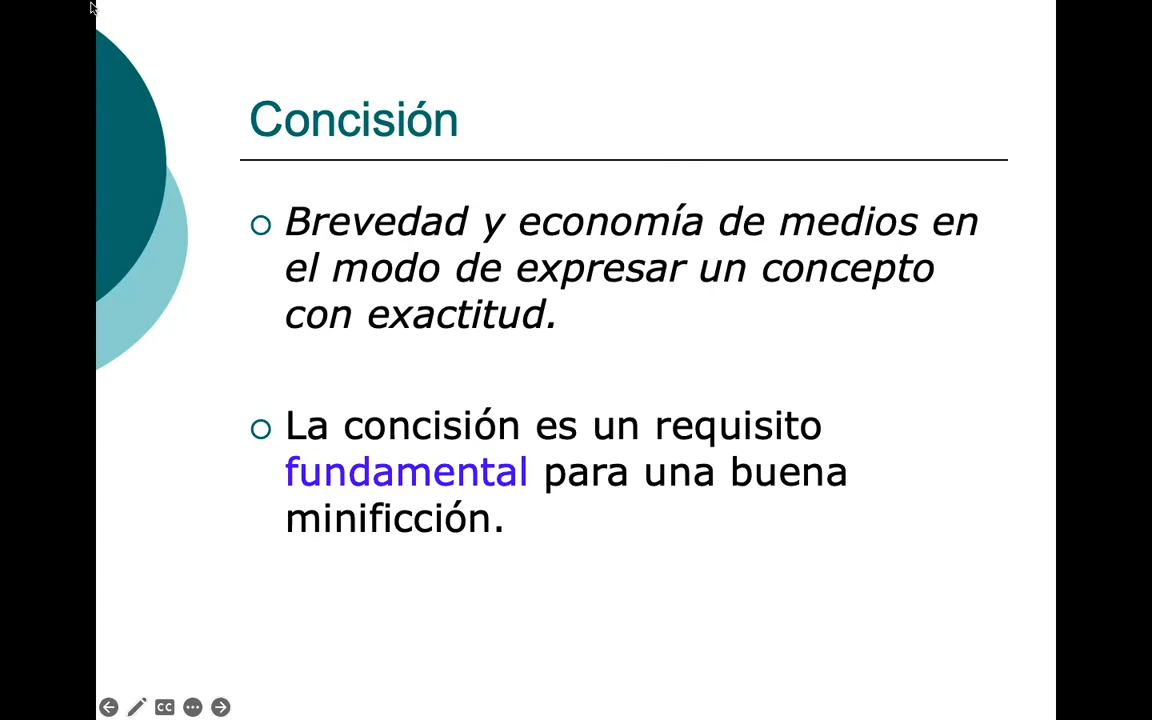 Concisión
Brevedad y economía de medios en
el modo de expresar un concepto
con exactitud.
La concisión es un requisito
fundamental para una buena
minificción.
CC